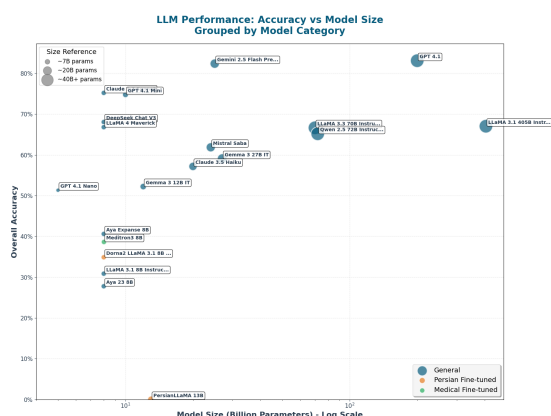 LLM Performance: Accuracy vs Model Size
Grouped by Model Category
Size Reference
~7B params
~20B params
~40B+ params
GPT 4.1
Gemini 2.5 Flash Pre...
Claude
GPT 4.1 Mini
DeepSeek Chat V3
LLaMA 4 Maverick
LLaMA 3.3 70B Instru...
Qwen 2.5 72B Instruc...
LLaMA 3.1 405B Instr...
Mistral Saba
Gemma 3 27B IT
Claude 3.5 Haiku
Gemma 3 12B IT
GPT 4.1 Nano
Aya Expanse 8B
Meditron3 8B
Dorna2 LLaMA 3.1 8B ...
LLaMA 3.1 8B Instruc...
Aya 23 8B
PersianLLaMA 13B
80%
70%
60%
50%
40%
30%
20%
10%
0%
Overall Accuracy
General
Persian Fine-tuned
Medical Fine-tuned
10¹
10²
Model Size (Billion Parameters) - Log Scale